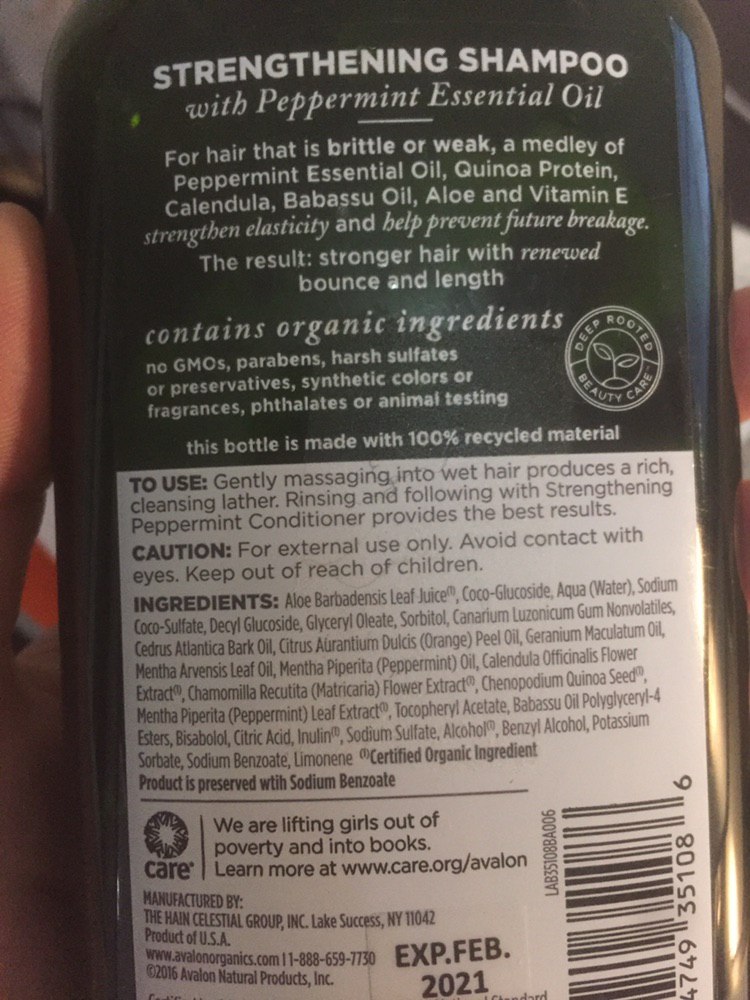 STRENGTHENING SHAMPOO
with Peppermint Essential Oil
For hair that is brittle or weak, a medley of
Peppermint Essential Oil, Quinoa Protein,
Calendula, Babassu Oil, Aloe and Vitamin E
strengthen elasticity and help prevent future breakage.
The result: stronger hair with renewed
bounce and length
contains organic ingredients
no GMOs, parabens, harsh sulfates
or preservatives, synthetic colors or
fragrances, phthalates or animal testing
DEEP ROOTED
BEAUTY CARE
this bottle is made with 100% recycled material
TO USE: Gently massaging into wet hair produces a rich,
cleansing lather. Rinsing and following with Strengthening
Peppermint Conditioner provides the best results.
CAUTION: For external use only. Avoid contact with
eyes. Keep out of reach of children.
INGREDIENTS: Aloe Barbadensis Leaf Juice⁽¹⁾, Coco-Glucoside, Aqua (Water), Sodium
Coco-Sulfate, Decyl Glucoside, Glyceryl Oleate, Sorbitol, Canarium Luzonicum Gum Nonvolatiles,
Cedrus Atlantica Bark Oil, Citrus Aurantium Dulcis (Orange) Peel Oil, Geranium Maculatum Oil,
Mentha Arvensis Leaf Oil, Mentha Piperita (Peppermint) Oil, Calendula Officinalis Flower
Extract⁽¹⁾, Chamomilla Recutita (Matricaria) Flower Extract⁽¹⁾, Chenopodium Quinoa Seed⁽¹⁾,
Mentha Piperita (Peppermint) Leaf Extract⁽¹⁾, Tocopheryl Acetate, Babassu Oil Polyglyceryl-4
Esters, Bisabolol, Citric Acid, Inulin⁽¹⁾, Sodium Sulfate, Alcohol⁽¹⁾, Benzyl Alcohol, Potassium
Sorbate, Sodium Benzoate, Limonene ⁽¹⁾Certified Organic Ingredient
Product is preserved wtih Sodium Benzoate
care
We are lifting girls out of
poverty and into books.
Learn more at www.care.org/avalon
LAB35108BA006
4749 35108 6
MANUFACTURED BY:
THE HAIN CELESTIAL GROUP, INC. Lake Success, NY 11042
Product of U.S.A.
www.avalonorganics.com | 1-888-659-7730
©2016 Avalon Natural Products, Inc.
EXP.FEB.
2021
Standard